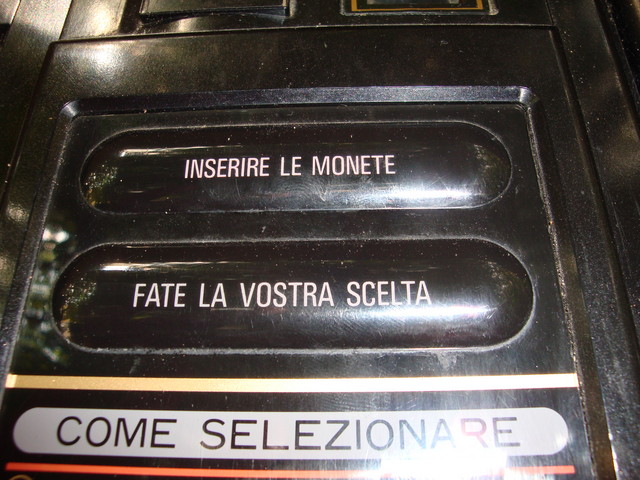 INSERIRE LE MONETE
FATE LA VOSTRA SCELTA
COME SELEZIONARE